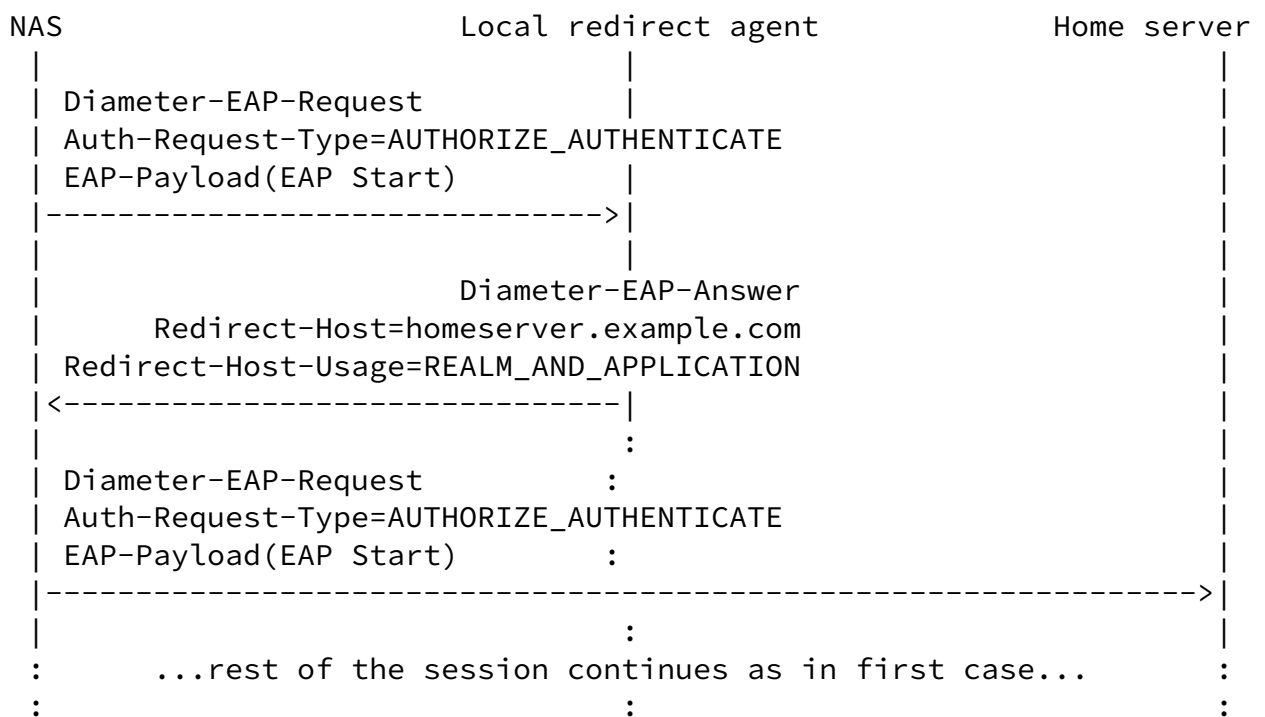 NAS Local redirect agent Home server
| | |
| Diameter-EAP-Request | |
| Auth-Request-Type=AUTHORIZE_AUTHENTICATE |
| EAP-Payload(EAP Start) | |
|------------------------------->| |
| | |
| Diameter-EAP-Answer |
| Redirect-Host=homeserver.example.com |
| Redirect-Host-Usage=REALM_AND_APPLICATION |
|<-------------------------------| |
| : |
| Diameter-EAP-Request : |
| Auth-Request-Type=AUTHORIZE_AUTHENTICATE |
| EAP-Payload(EAP Start) : |
|---------------------------------------------------------------->|
| : |
: ...rest of the session continues as in first case... :
: : :